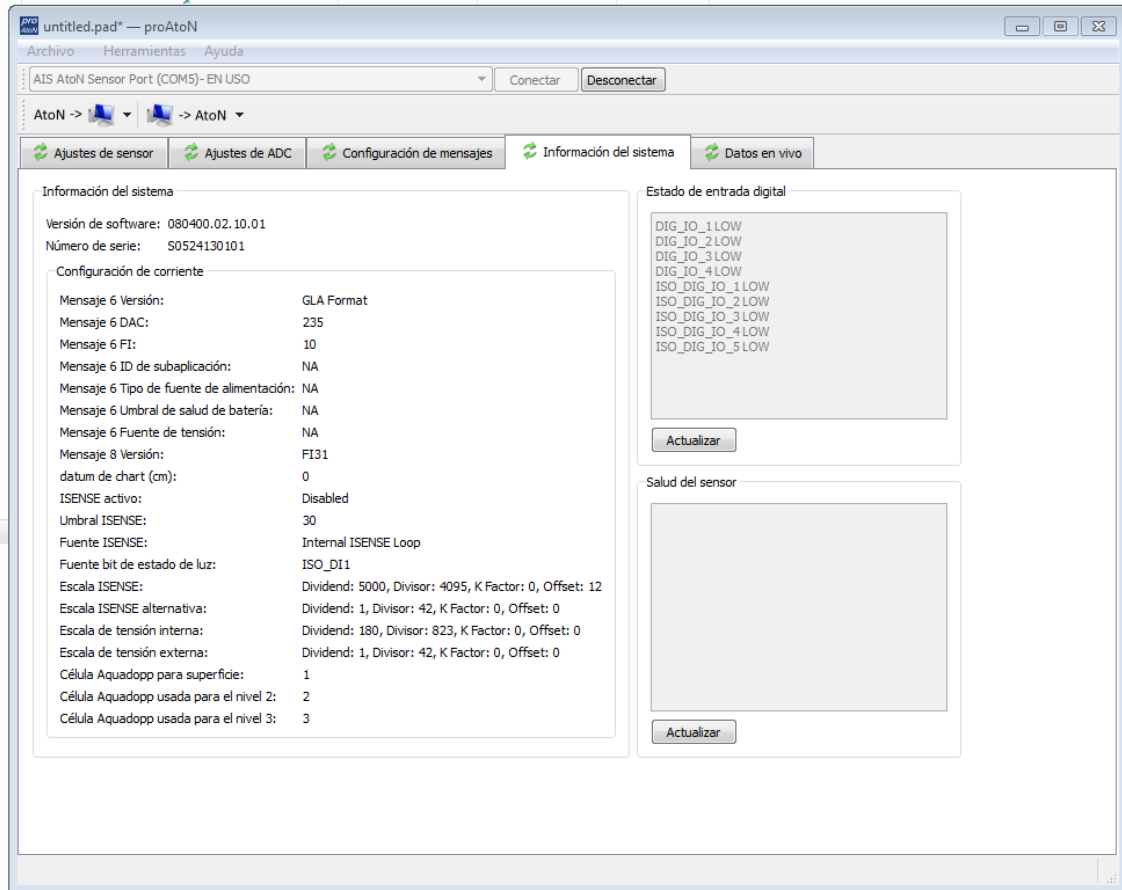 pro AtoN untitled.pad* — proAtoN
Archivo Herramientas Ayuda
AIS AtoN Sensor Port (COM5)- EN USO Conectar Desconectar
AtoN -> -> AtoN
Ajustes de sensor Ajustes de ADC Configuración de mensajes Información del sistema Datos en vivo
Información del sistema
Versión de software: 080400.02.10.01
Número de serie: S0524130101
Configuración de corriente
Mensaje 6 Versión: GLA Format
Mensaje 6 DAC: 235
Mensaje 6 FI: 10
Mensaje 6 ID de subaplicación: NA
Mensaje 6 Tipo de fuente de alimentación: NA
Mensaje 6 Umbral de salud de batería: NA
Mensaje 6 Fuente de tensión: NA
Mensaje 8 Versión: FI31
datum de chart (cm): 0
ISENSE activo: Disabled
Umbral ISENSE: 30
Fuente ISENSE: Internal ISENSE Loop
Fuente bit de estado de luz: ISO_DI1
Escala ISENSE: Dividend: 5000, Divisor: 4095, K Factor: 0, Offset: 12
Escala ISENSE alternativa: Dividend: 1, Divisor: 42, K Factor: 0, Offset: 0
Escala de tensión interna: Dividend: 180, Divisor: 823, K Factor: 0, Offset: 0
Escala de tensión externa: Dividend: 1, Divisor: 42, K Factor: 0, Offset: 0
Célula Aquadopp para superficie: 1
Célula Aquadopp usada para el nivel 2: 2
Célula Aquadopp usada para el nivel 3: 3
Estado de entrada digital
DIG_IO_1 LOW
DIG_IO_2 LOW
DIG_IO_3 LOW
DIG_IO_4 LOW
ISO_DIG_IO_1 LOW
ISO_DIG_IO_2 LOW
ISO_DIG_IO_3 LOW
ISO_DIG_IO_4 LOW
ISO_DIG_IO_5 LOW
Actualizar
Salud del sensor
Actualizar